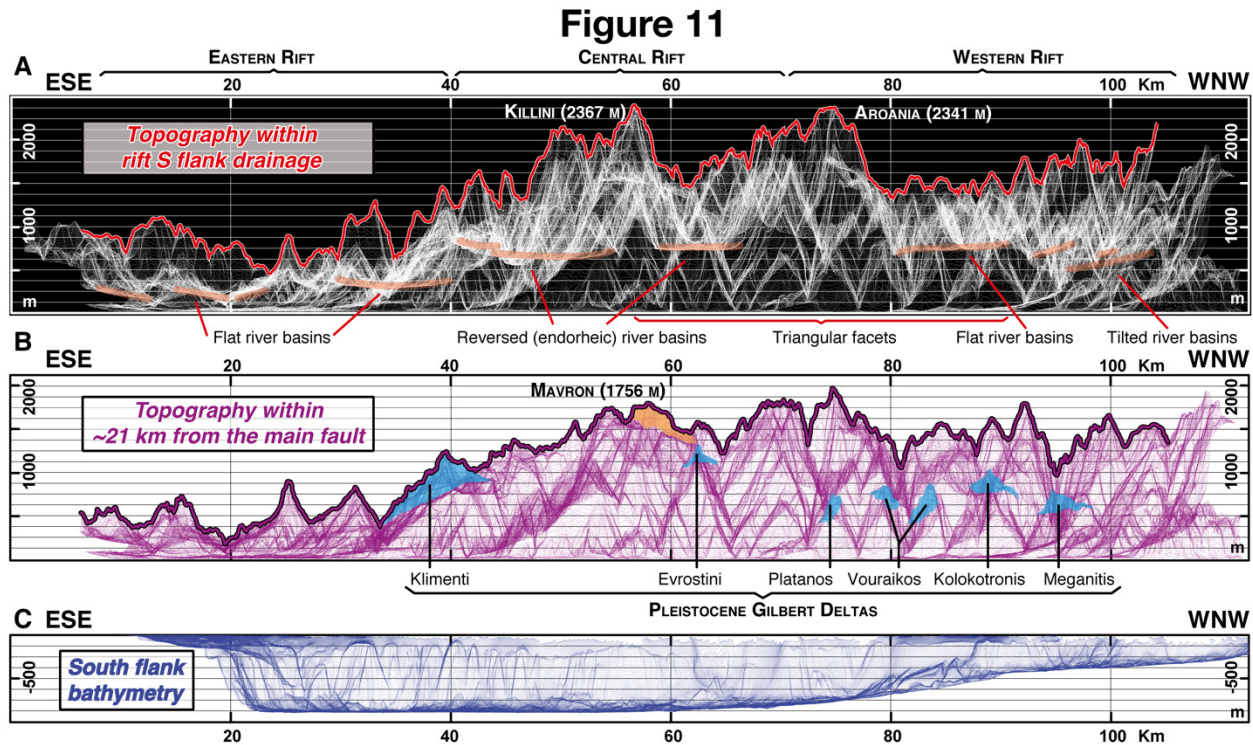 Figure 11
A
EASTERN RIFT
CENTRAL RIFT
WESTERN RIFT
ESE
20
40
60
80
100
Km
WNW
2000
1000
m
2000
1000
m
Topography within
rift S flank drainage
KILLINI (2367 M)
AROANIA (2341 M)
Flat river basins
Reversed (endorheic) river basins
Triangular facets
Flat river basins
Tilted river basins
B
ESE
20
40
60
80
100
Km
WNW
2000
1000
m
2000
1000
m
MAVRON (1756 M)
Topography within
~21 km from the main fault
Klimenti
Evrostini
Platanos
Vouraikos
Kolokotronis
Meganitis
PLEISTOCENE GILBERT DELTAS
C
ESE
WNW
-500
-500
m
South flank
bathymetry
20
40
60
80
100